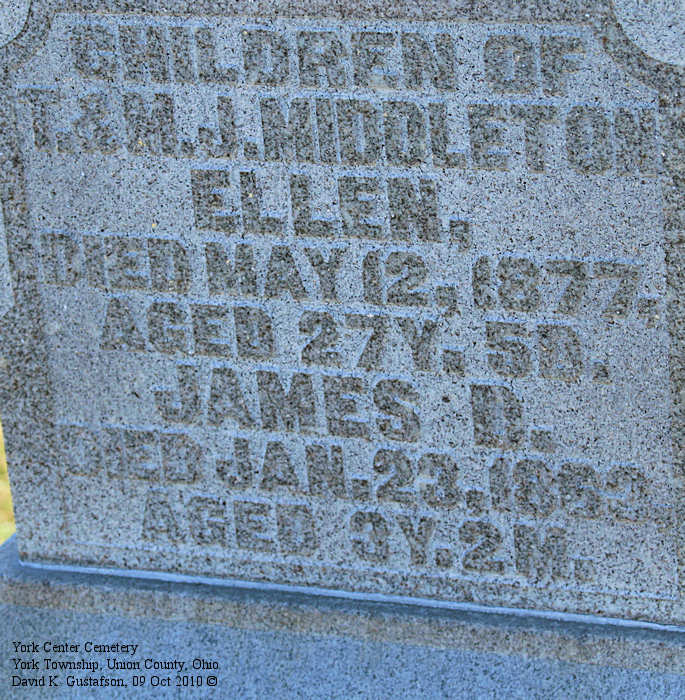 CHILDREN OF
T. & M. J. MIDDLETON
ELLEN,
DIED MAY 12, 1877,
AGED 27Y. 5D.
JAMES D.
DIED JAN. 23,
AGED 3Y. 2M.
York Center Cemetery
York Township, Union County, Ohio
David K. Gustafson, 09 Oct 2010 ©